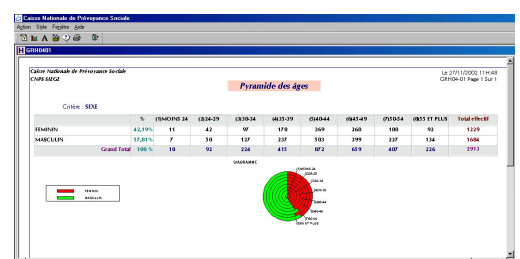 Caisse Nationale de Prévoyance Sociale
Action Style Fenêtre Aide
GRH0401
Caisse Nationale de Prévoyance Sociale
CNPS SIEGE
Le 27/11/2002 11H:48
GRH04-01 Page 1 Sur 1
Pyramide des âges
Critère : SEXE
% (1)MOINS 24 (2)24-29 (3)30-34 (4)35-39 (5)40-44 (6)45-49 (7)50-54 (8)55 ET PLUS Total effectif
FEMININ 42,19% 11 42 97 178 269 260 180 92 1229
MASCULIN 57,81% 7 50 127 237 503 399 227 134 1684
Grand Total 100 % 18 92 224 415 872 659 407 226 2913
DIAGRAMME
FEMININ
MASCULIN